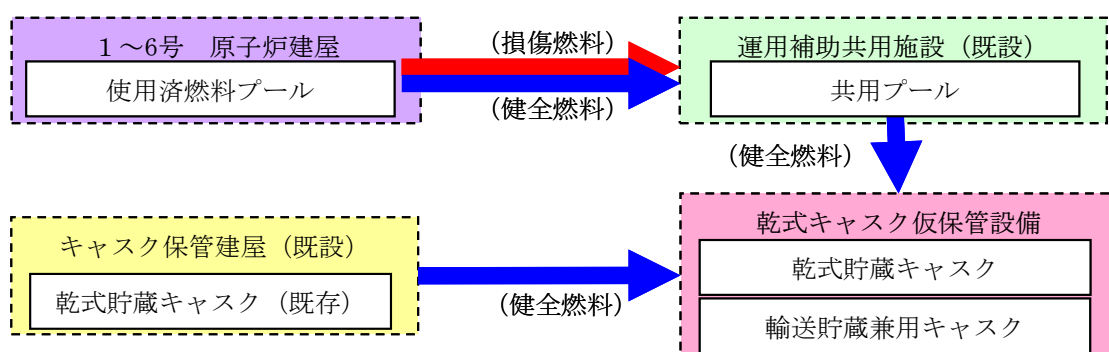 1～6号　原子炉建屋
使用済燃料プール
（損傷燃料）
（健全燃料）
運用補助共用施設（既設）
共用プール
（健全燃料）
キャスク保管建屋（既設）
乾式貯蔵キャスク（既存）
（健全燃料）
乾式キャスク仮保管設備
乾式貯蔵キャスク
輸送貯蔵兼用キャスク